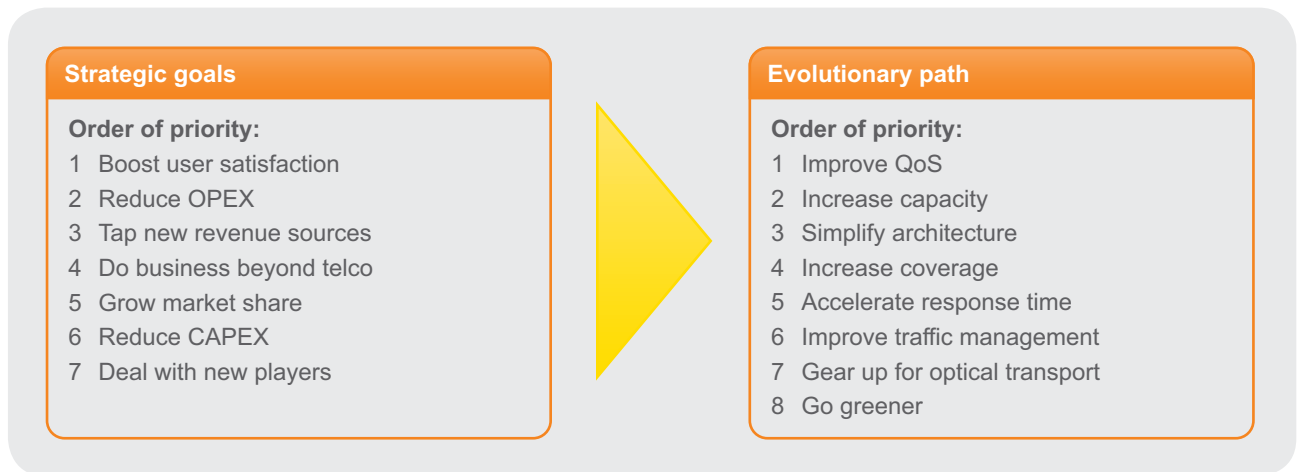 Strategic goals
Order of priority:
1 Boost user satisfaction
2 Reduce OPEX
3 Tap new revenue sources
4 Do business beyond telco
5 Grow market share
6 Reduce CAPEX
7 Deal with new players
Evolutionary path
Order of priority:
1 Improve QoS
2 Increase capacity
3 Simplify architecture
4 Increase coverage
5 Accelerate response time
6 Improve traffic management
7 Gear up for optical transport
8 Go greener